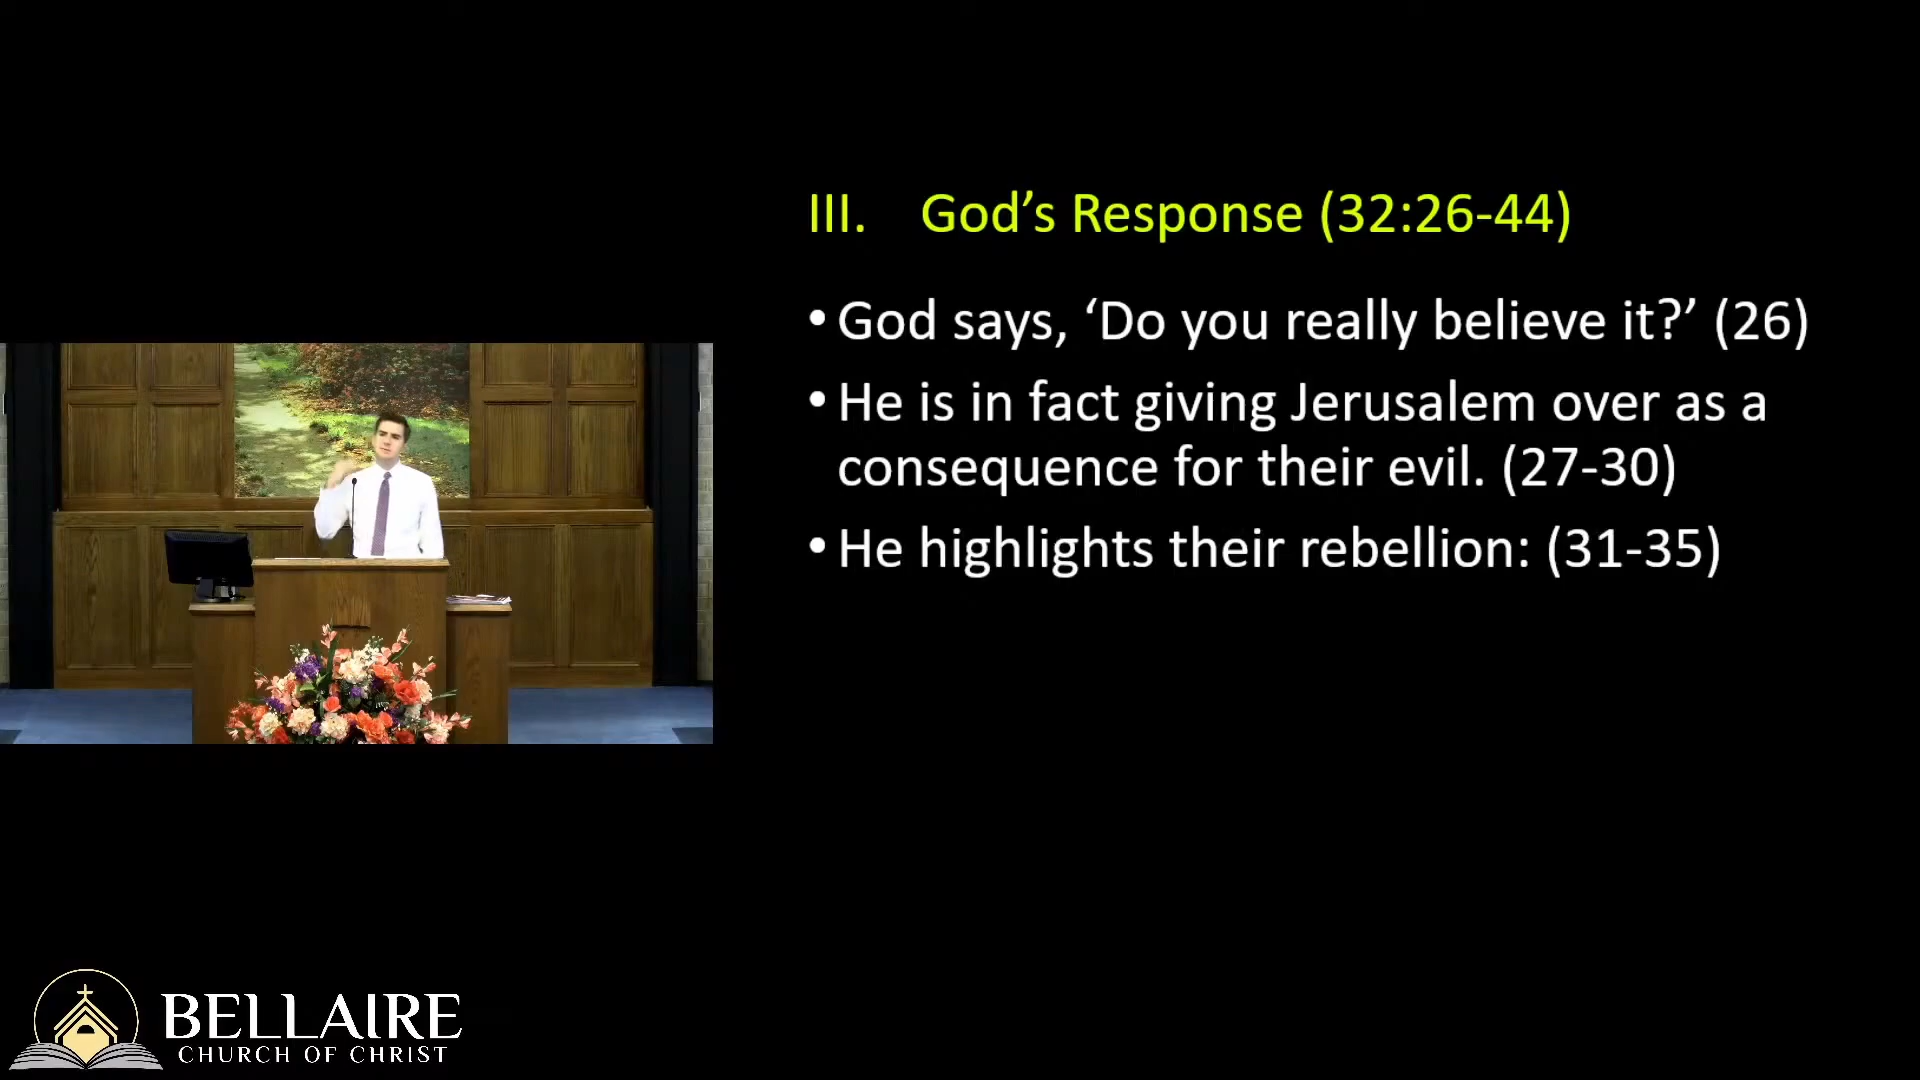 III. God’s Response (32:26-44)
• God says, ‘Do you really believe it?’ (26)
• He is in fact giving Jerusalem over as a
consequence for their evil. (27-30)
• He highlights their rebellion: (31-35)
BELLAIRE
CHURCH OF CHRIST